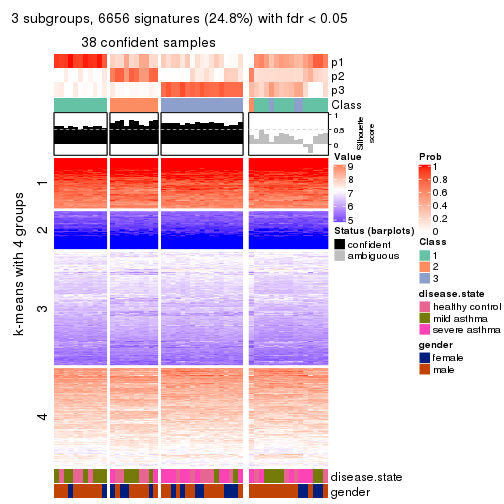 3 subgroups, 6656 signatures (24.8%) with fdr < 0.05
38 confident samples
p1
p2
p3
Class
1
0.5
0
Silhouette
score
k-means with 4 groups
1
2
3
4
disease.state
gender
Value
9
8
7
6
5
Status (barplots)
confident
ambiguous
Prob
1
0.8
0.6
0.4
0.2
0
Class
1
2
3
disease.state
healthy control
mild asthma
severe asthma
gender
female
male